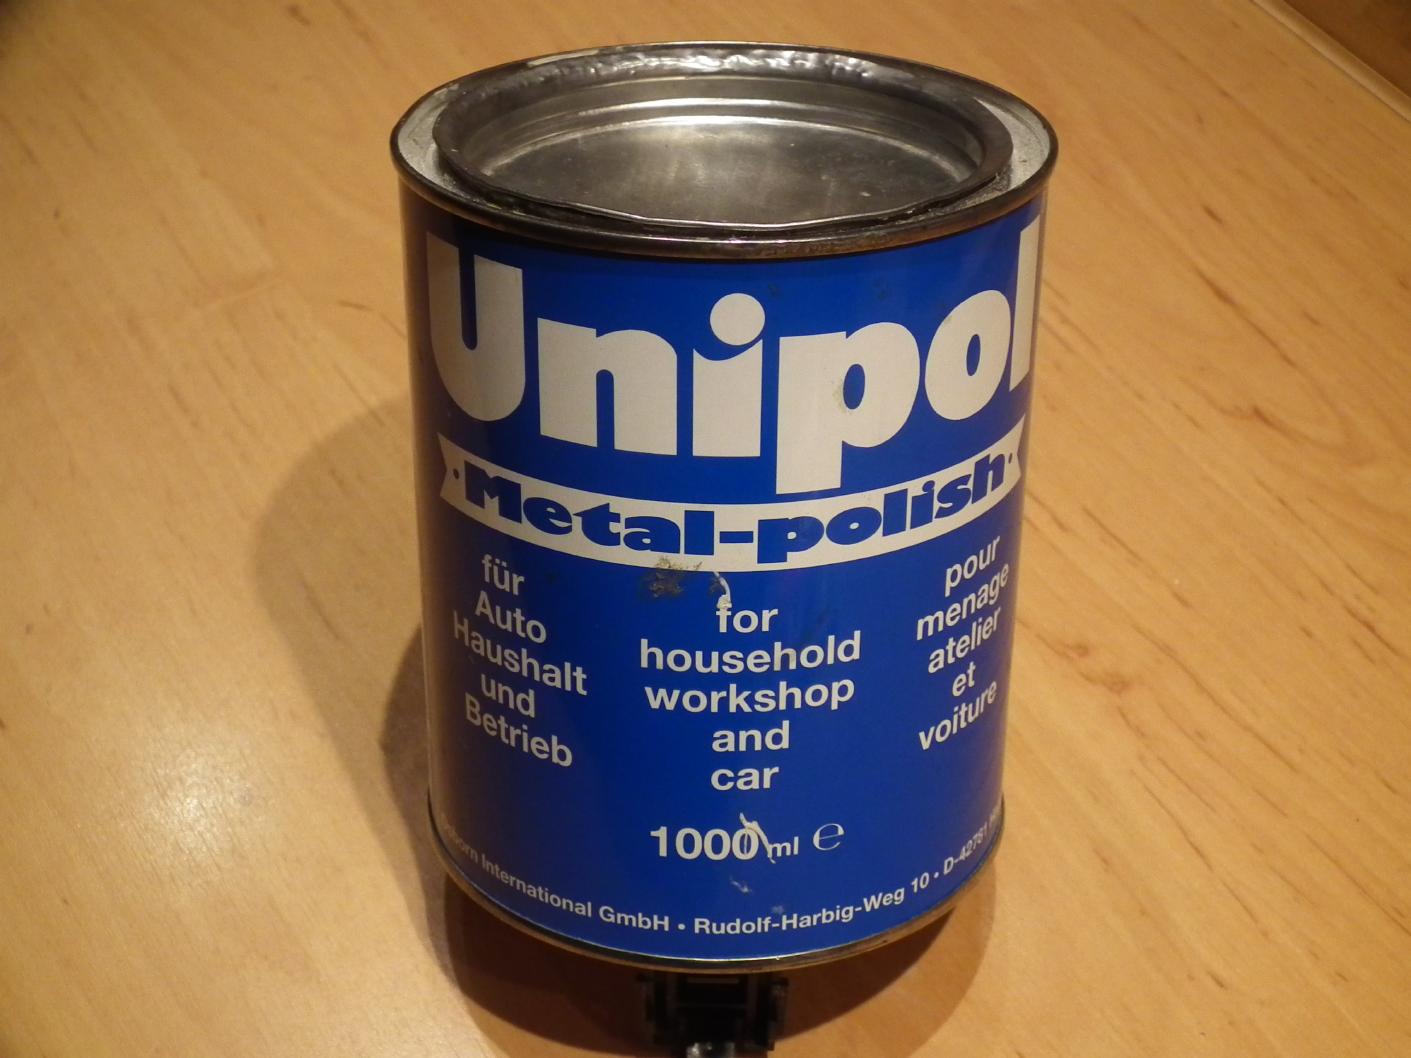 Unipol
Metal-polish
für
Auto
Haushalt
und
Betrieb
for
household
workshop
and
car
pour
menage
atelier
et
voiture
1000 ml ℮
International GmbH • Rudolf-Harbig-Weg 10 • D-42781